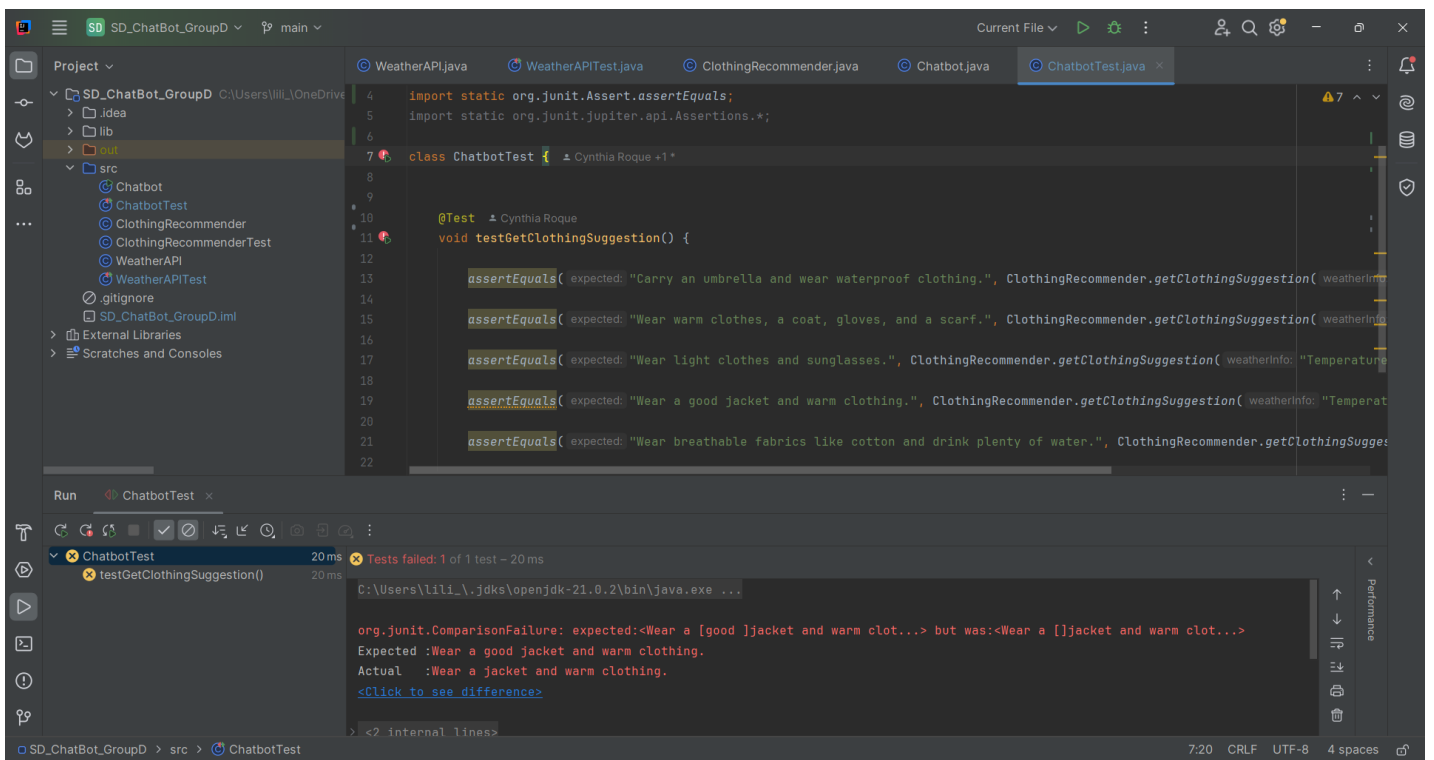 SD SD_ChatBot_GroupD main Current File
Project
WeatherAPI.java WeatherAPITest.java ClothingRecommender.java Chatbot.java ChatbotTest.java
SD_ChatBot_GroupD C:\Users\lili_\OneDrive
.idea
lib
out
src
Chatbot
ChatbotTest
ClothingRecommender
ClothingRecommenderTest
WeatherAPI
WeatherAPITest
.gitignore
SD_ChatBot_GroupD.iml
External Libraries
Scratches and Consoles
7
4 import static org.junit.Assert.assertEquals;
5 import static org.junit.jupiter.api.Assertions.*;
6
7 class ChatbotTest { Cynthia Roque +1 *
8
9
10 @Test Cynthia Roque
11 void testGetClothingSuggestion() {
12
13 assertEquals( expected: "Carry an umbrella and wear waterproof clothing.", ClothingRecommender.getClothingSuggestion( weatherInfo
14
15 assertEquals( expected: "Wear warm clothes, a coat, gloves, and a scarf.", ClothingRecommender.getClothingSuggestion( weatherInfo
16
17 assertEquals( expected: "Wear light clothes and sunglasses.", ClothingRecommender.getClothingSuggestion( weatherInfo: "Temperature
18
19 assertEquals( expected: "Wear a good jacket and warm clothing.", ClothingRecommender.getClothingSuggestion( weatherInfo: "Temperat
20
21 assertEquals( expected: "Wear breathable fabrics like cotton and drink plenty of water.", ClothingRecommender.getClothingSugges
22
Run ChatbotTest
ChatbotTest 20 ms
testGetClothingSuggestion() 20 ms
Tests failed: 1 of 1 test – 20 ms
C:\Users\lili_\.jdks\openjdk-21.0.2\bin\java.exe ...
org.junit.ComparisonFailure: expected:<Wear a [good ]jacket and warm clot...> but was:<Wear a []jacket and warm clot...>
Expected :Wear a good jacket and warm clothing.
Actual :Wear a jacket and warm clothing.
<Click to see difference>
<2 internal lines>
Performance
SD_ChatBot_GroupD > src > ChatbotTest
7:20 CRLF UTF-8 4 spaces